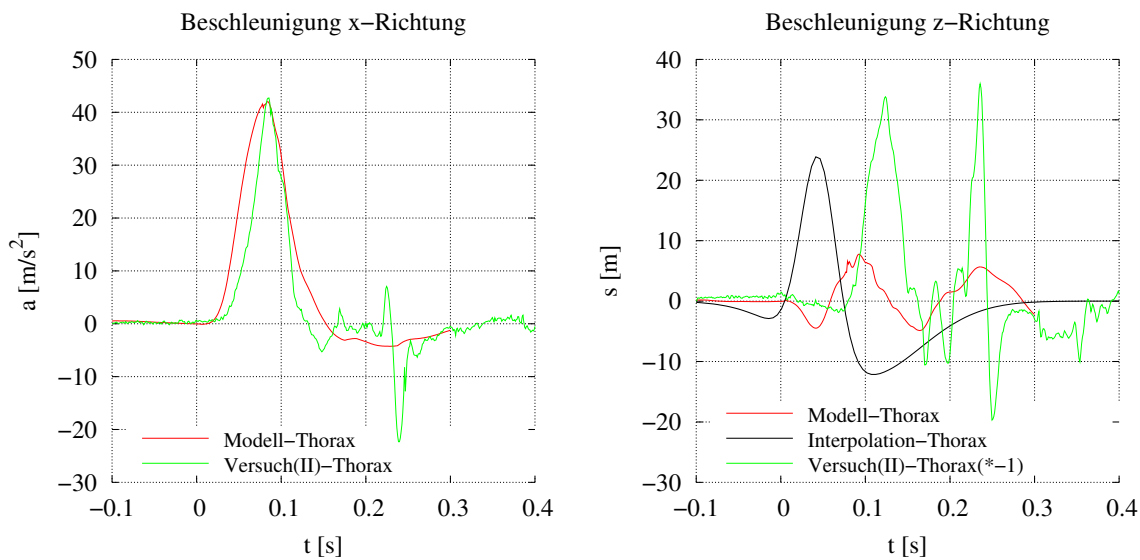 Beschleunigung x−Richtung
a [m/s²]
50
40
30
20
10
0
−10
−20
−30
Modell−Thorax
Versuch(II)−Thorax
−0.1 0 0.1 0.2 0.3 0.4
t [s]
Beschleunigung z−Richtung
s [m]
40
30
20
10
0
−10
−20
−30
Modell−Thorax
Interpolation−Thorax
Versuch(II)−Thorax(*−1)
−0.1 0 0.1 0.2 0.3 0.4
t [s]